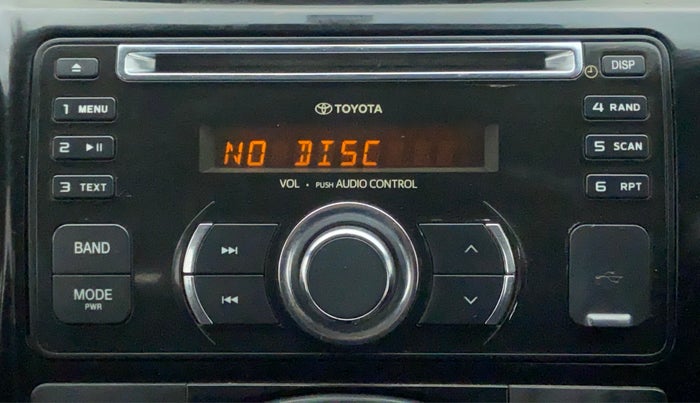 DISP
1 MENU
TOYOTA
4 RAND
2
NO DISC
5 SCAN
3 TEXT
VOL • PUSH AUDIO CONTROL
6 RPT
BAND
MODE
PWR